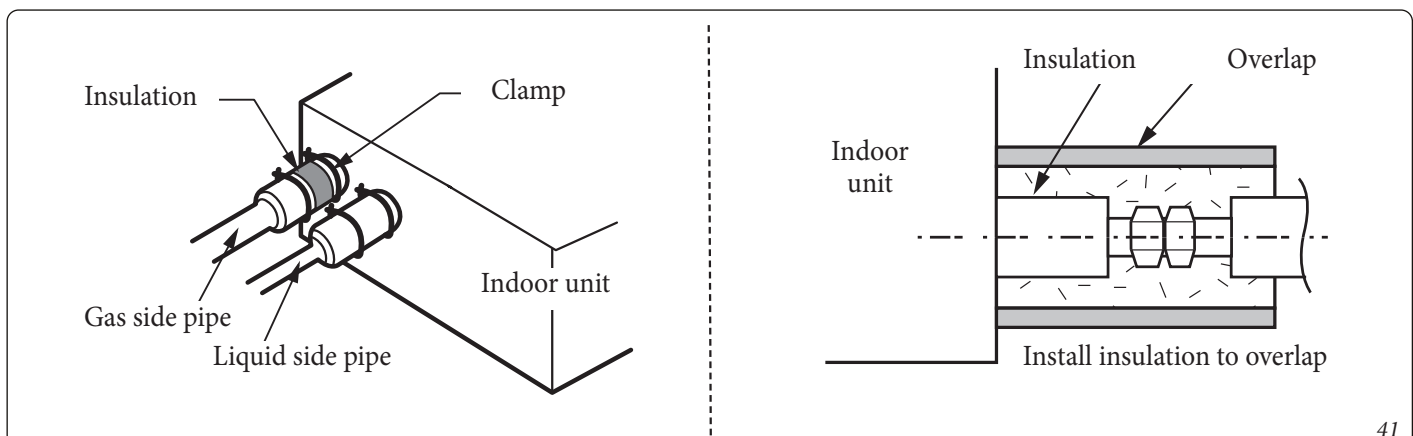 Insulation
Clamp
Indoor unit
Gas side pipe
Liquid side pipe
Insulation
Overlap
Indoor
unit
Install insulation to overlap
41